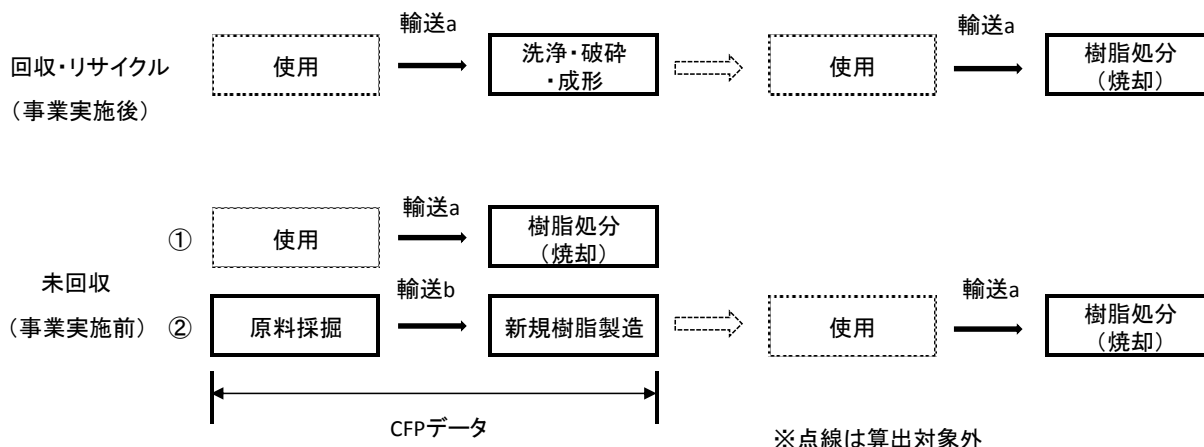 回収・リサイクル
（事業実施後）
使用
輸送a
洗浄・破砕
・成形
使用
輸送a
樹脂処分
（焼却）
未回収
（事業実施前）
①
使用
輸送a
樹脂処分
（焼却）
②
原料採掘
輸送b
新規樹脂製造
使用
輸送a
樹脂処分
（焼却）
CFPデータ
※点線は算出対象外